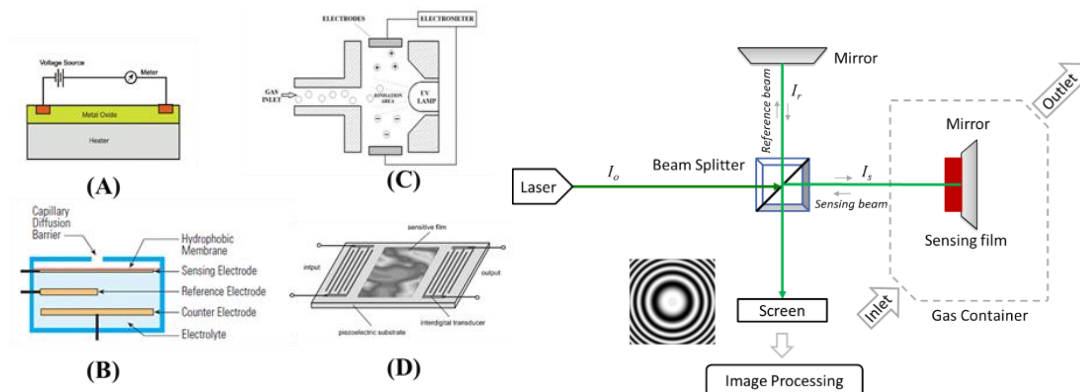 Voltage Source
Meter
Metal Oxide
Heater
(A)
Capillary
Diffusion
Barrier
Hydrophobic
Membrane
Sensing Electrode
Reference Electrode
Counter Electrode
Electrolyte
(B)
ELECTRODES
ELECTROMETER
GAS
INLET
IONISATION
AREA
UV
LAMP
(C)
sensitive film
intput
output
interdigital transducer
piezoelectric substrate
(D)
Mirror
Reference beam
I_r
Beam Splitter
Laser
I_o
I_s
Sensing beam
Mirror
Sensing film
Outlet
Inlet
Gas Container
Screen
Image Processing